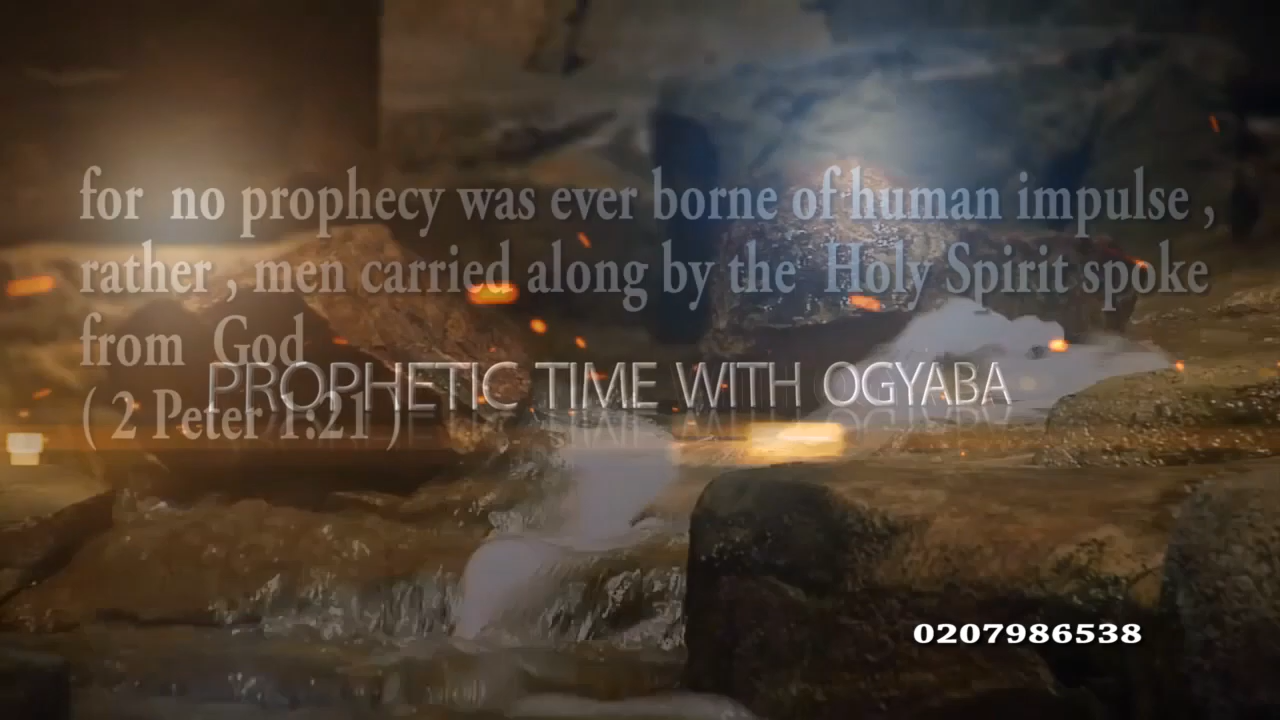 for no prophecy was ever borne of human impulse ,
rather , men carried along by the Holy Spirit spoke
from God
PROPHETIC TIME WITH OGYABA
( 2 Peter 1:21 )
0207986538